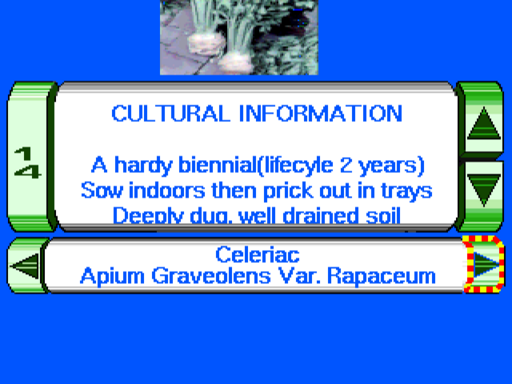 CULTURAL INFORMATION
14
A hardy biennial(lifecyle 2 years)
Sow indoors then prick out in trays
Deeply dug, well drained soil
Celeriac
Apium Graveolens Var. Rapaceum